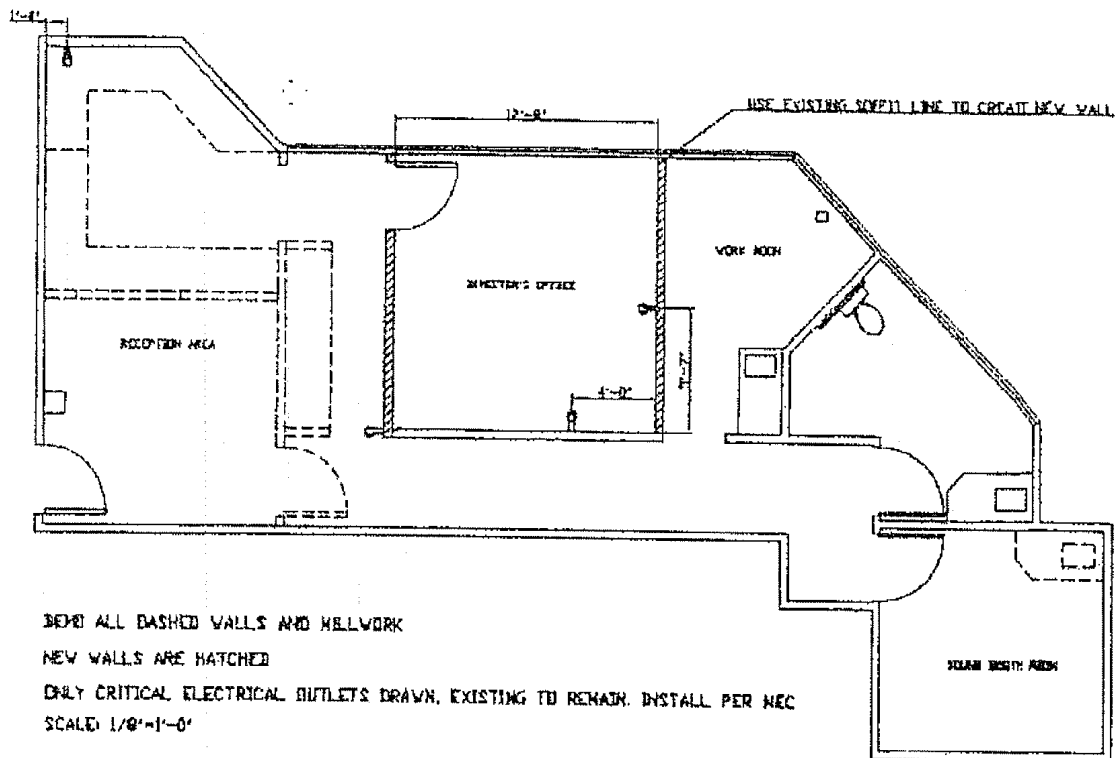 USE EXISTING SOFFIT LINE TO CREATE NEW WALL
WORK ROOM
DIRECTOR'S OFFICE
RECEPTION AREA
4'-0"
SOUND BOOTH ROOM
DEMO ALL DASHED WALLS AND MILLWORK
NEW WALLS ARE HATCHED
ONLY CRITICAL ELECTRICAL OUTLETS DRAWN, EXISTING TO REMAIN. INSTALL PER NEC
SCALE: 1/8"=1'-0"